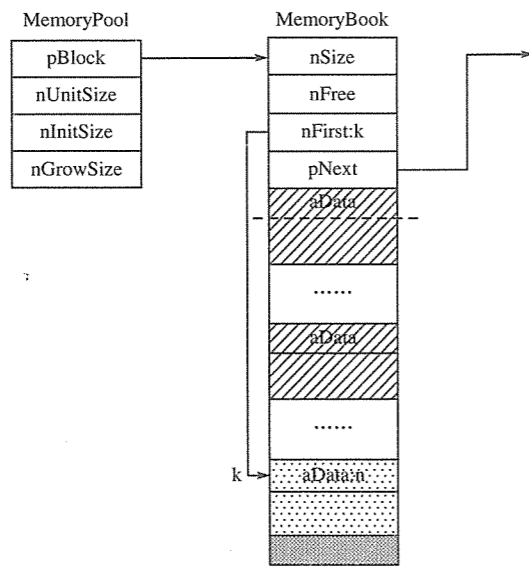 MemoryPool
pBlock
nUnitSize
nInitSize
nGrowSize
MemoryBook
nSize
nFree
nFirst:k
pNext
aData
......
aData
......
k
aData:n